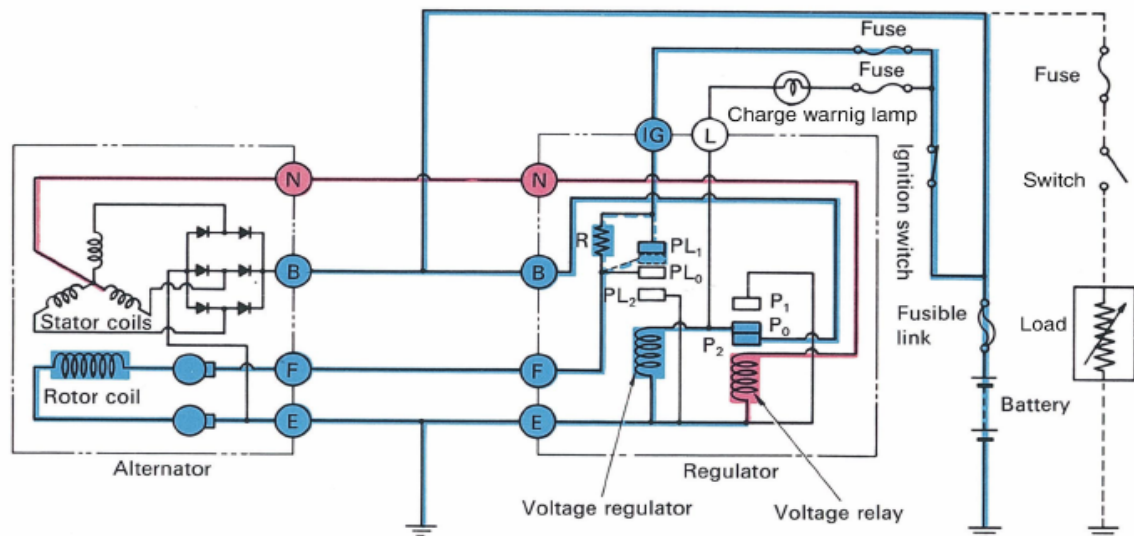 Fuse
Fuse
Fuse
Charge warnig lamp
IG
L
Ignition switch
Switch
N
N
R
PL₁
PL₀
PL₂
B
B
P₁
P₀
P₂
Stator coils
Fusible
link
Load
F
F
Rotor coil
Battery
E
E
Alternator
Regulator
Voltage regulator
Voltage relay